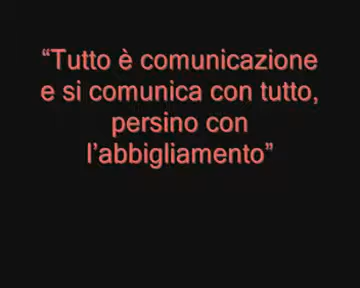 “Tutto è comunicazione
e si comunica con tutto,
persino con
l’abbigliamento”